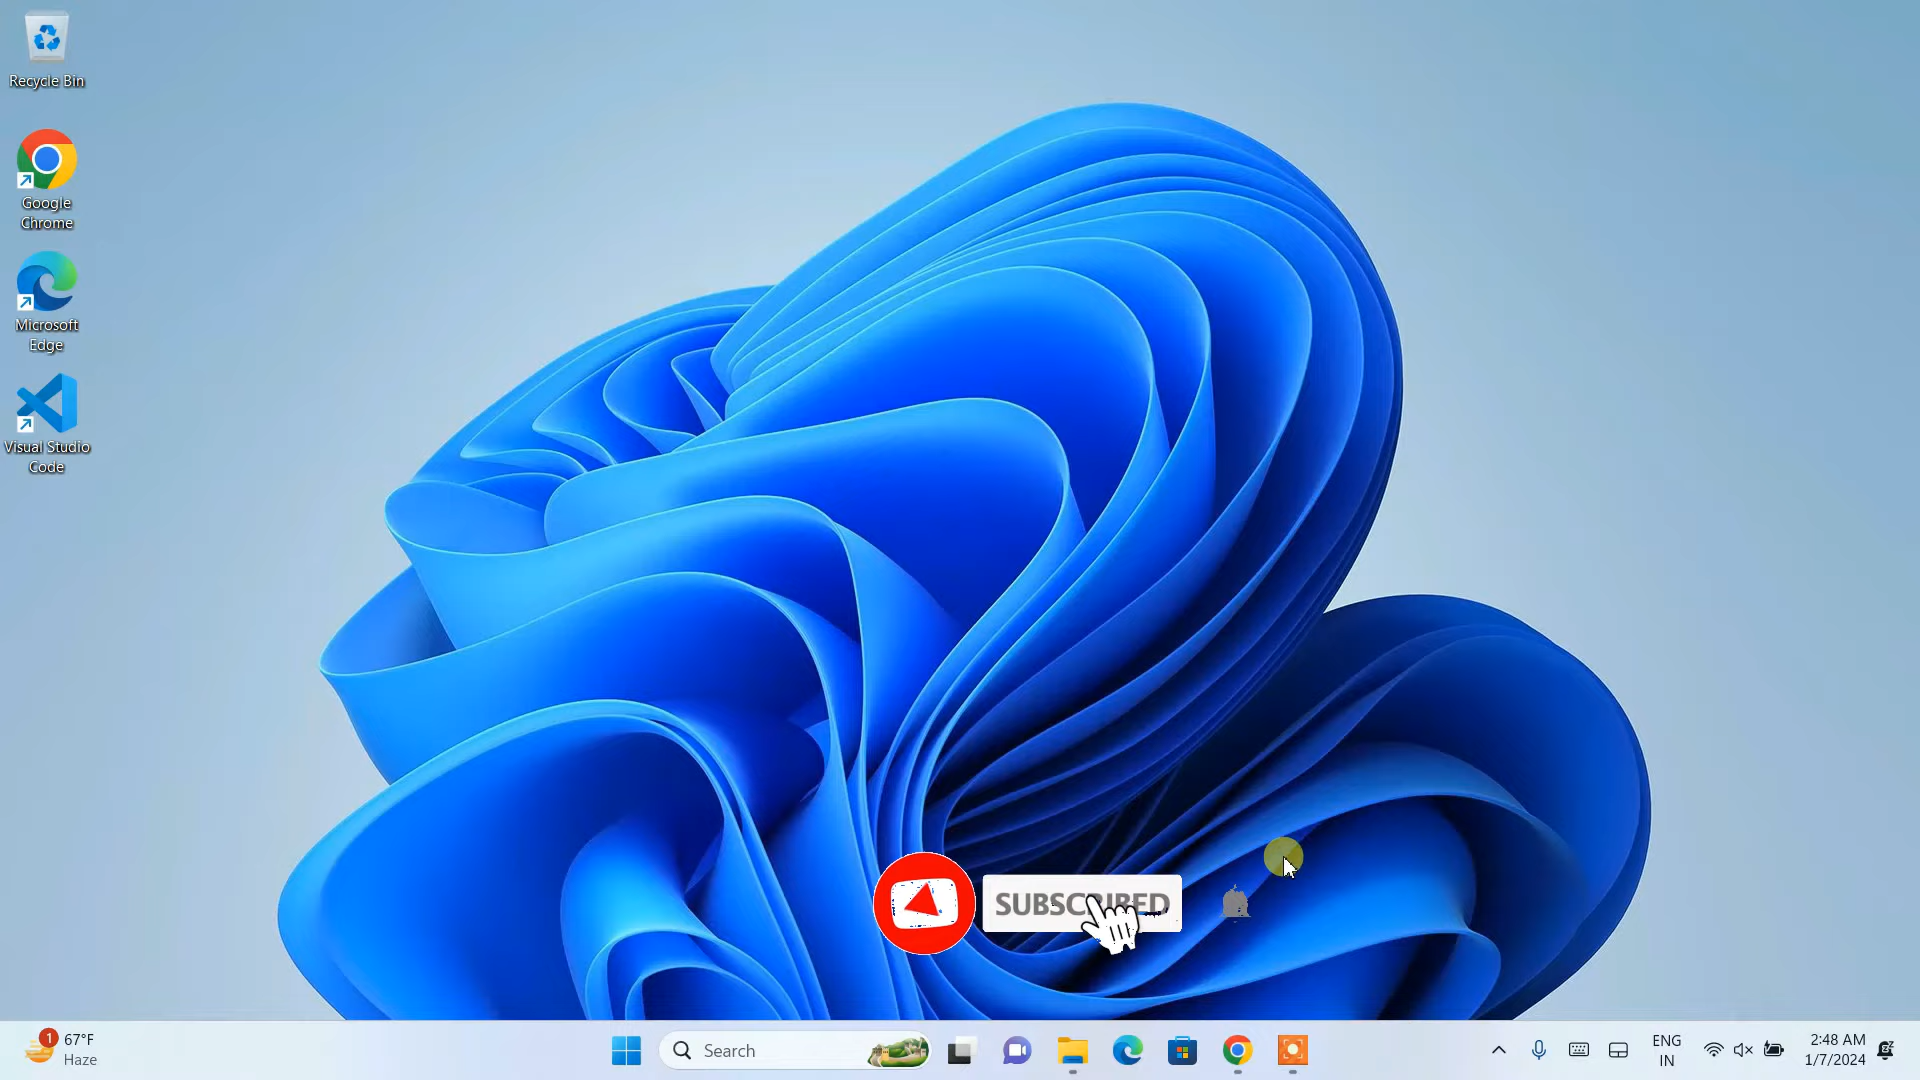 Recycle Bin
Google
Chrome
Microsoft
Edge
Visual Studio
Code
SUBSCRIBED
1
67°F
Haze
Search
ENG
IN
2:48 AM
1/7/2024